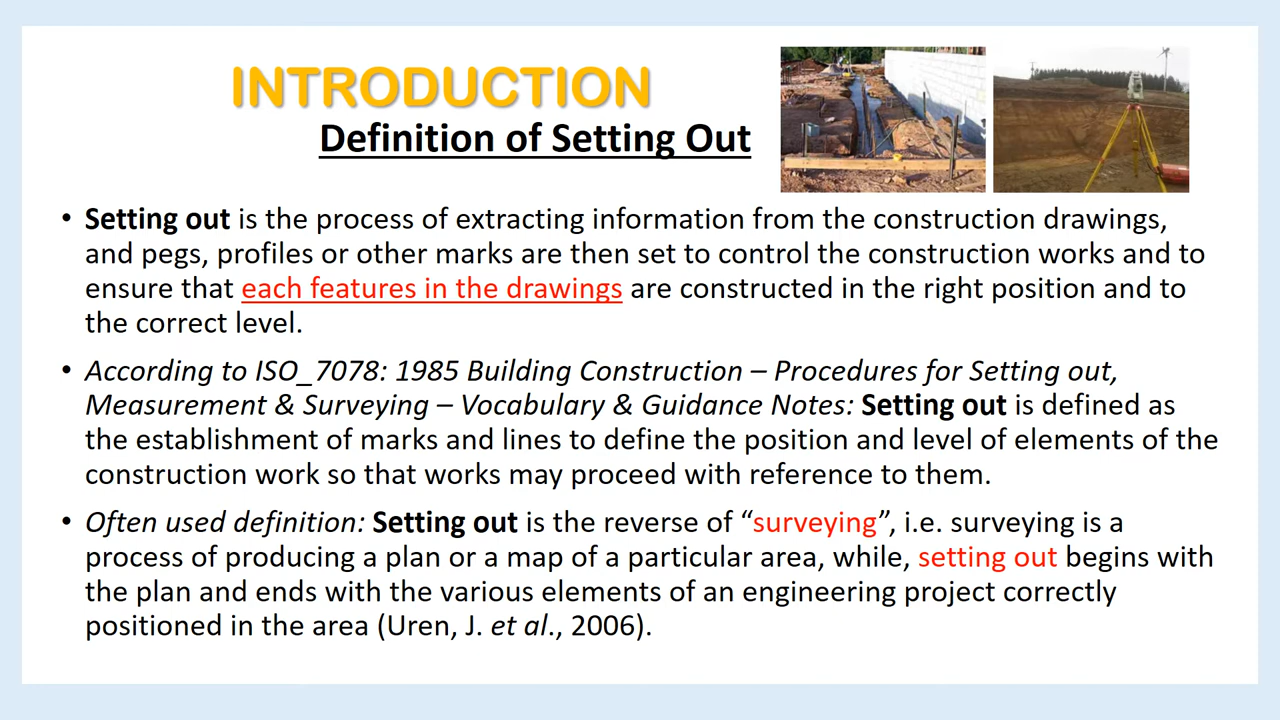 INTRODUCTION
Definition of Setting Out
• Setting out is the process of extracting information from the construction drawings,
and pegs, profiles or other marks are then set to control the construction works and to
ensure that each features in the drawings are constructed in the right position and to
the correct level.
• According to ISO_7078: 1985 Building Construction – Procedures for Setting out,
Measurement & Surveying – Vocabulary & Guidance Notes: Setting out is defined as
the establishment of marks and lines to define the position and level of elements of the
construction work so that works may proceed with reference to them.
• Often used definition: Setting out is the reverse of “surveying”, i.e. surveying is a
process of producing a plan or a map of a particular area, while, setting out begins with
the plan and ends with the various elements of an engineering project correctly
positioned in the area (Uren, J. et al., 2006).